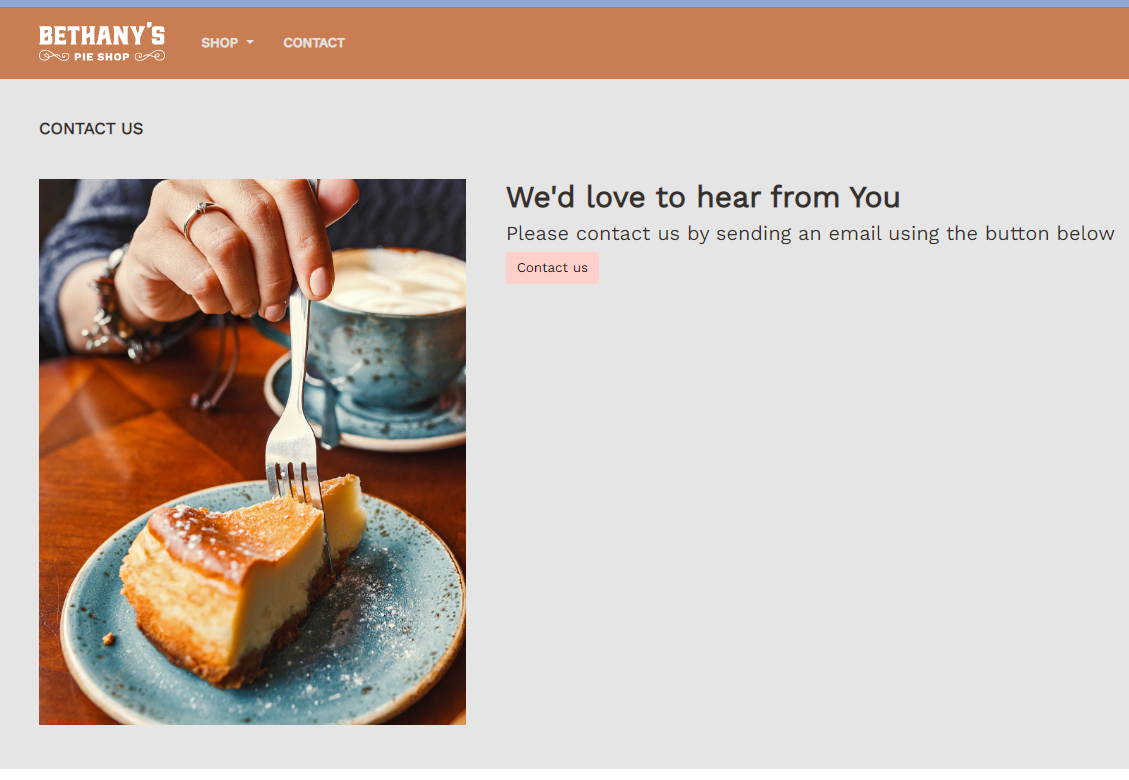 BETHANY'S
PIE SHOP
SHOP
CONTACT
CONTACT US
We'd love to hear from You
Please contact us by sending an email using the button below
Contact us